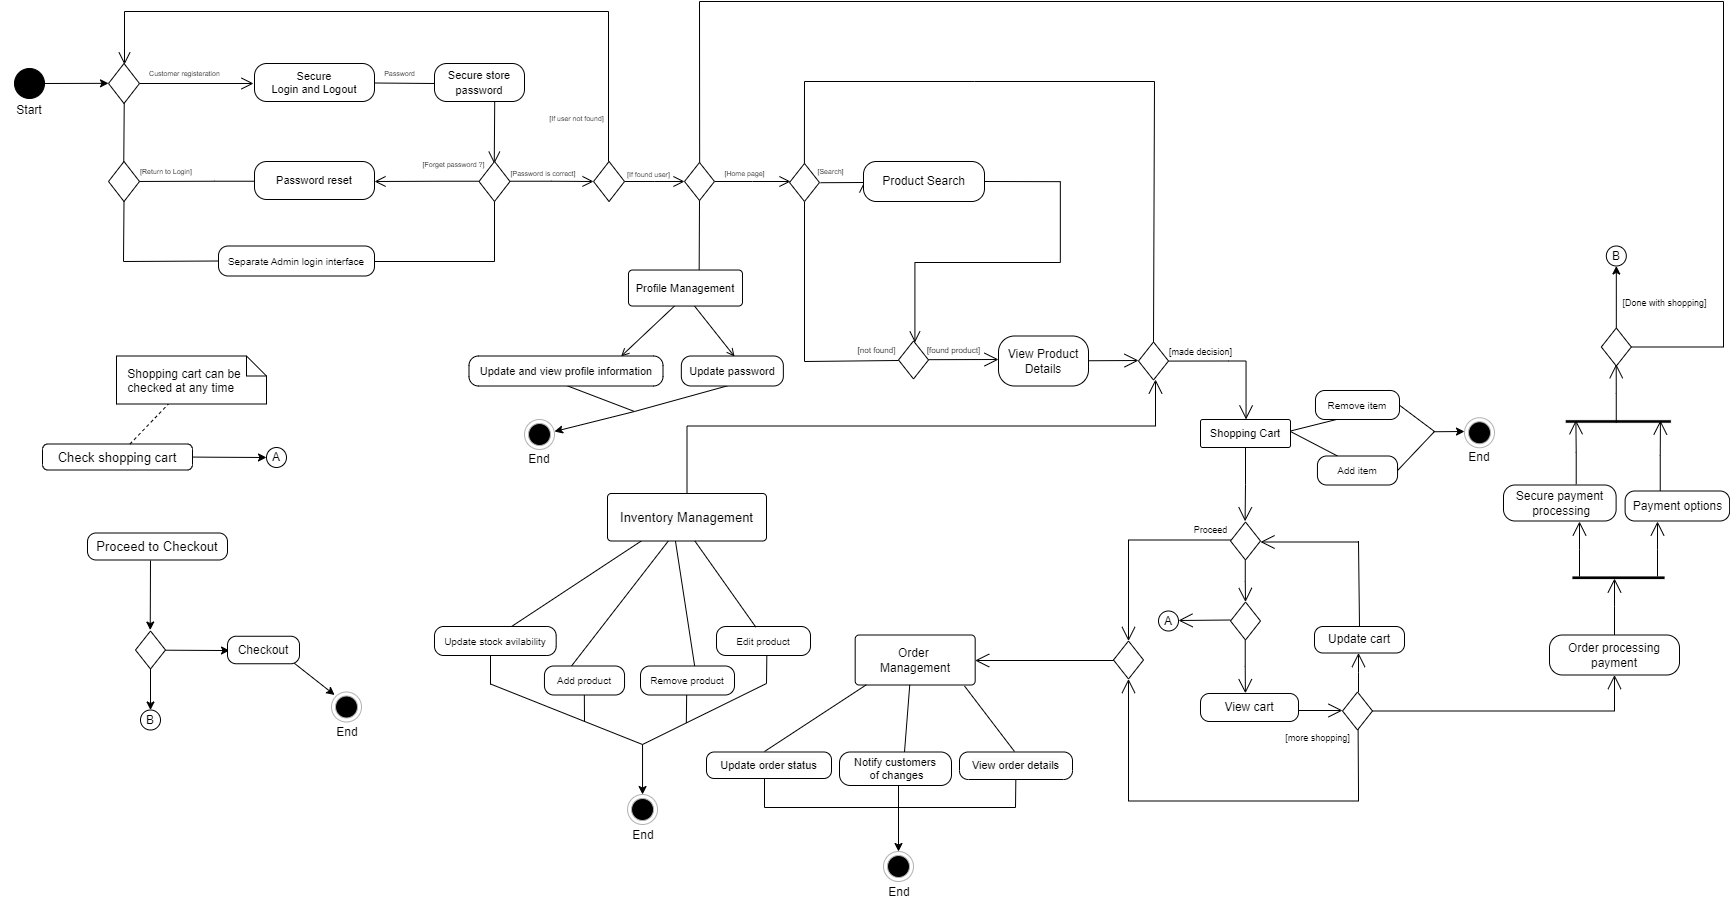 Customer registeration
Secure
Login and Logout
Password
Secure store
password
Start
[If user not found]
[Return to Login]
Password reset
[Forget password ?]
[Password is correct]
[If found user]
[Home page]
[Search]
Product Search
Separate Admin login interface
Profile Management
Update and view profile information
Update password
End
[not found]
[found product]
View Product
Details
[made decision]
B
[Done with shopping]
Shopping cart can be
checked at any time
Check shopping cart
A
Shopping Cart
Remove item
Add item
End
Inventory Management
Proceed
Secure payment
processing
Payment options
Proceed to Checkout
Checkout
B
End
Update stock avilability
Add product
Remove product
Edit product
End
Order
Management
A
Update cart
View cart
[more shopping]
Order processing
payment
Update order status
Notify customers
of changes
View order details
End